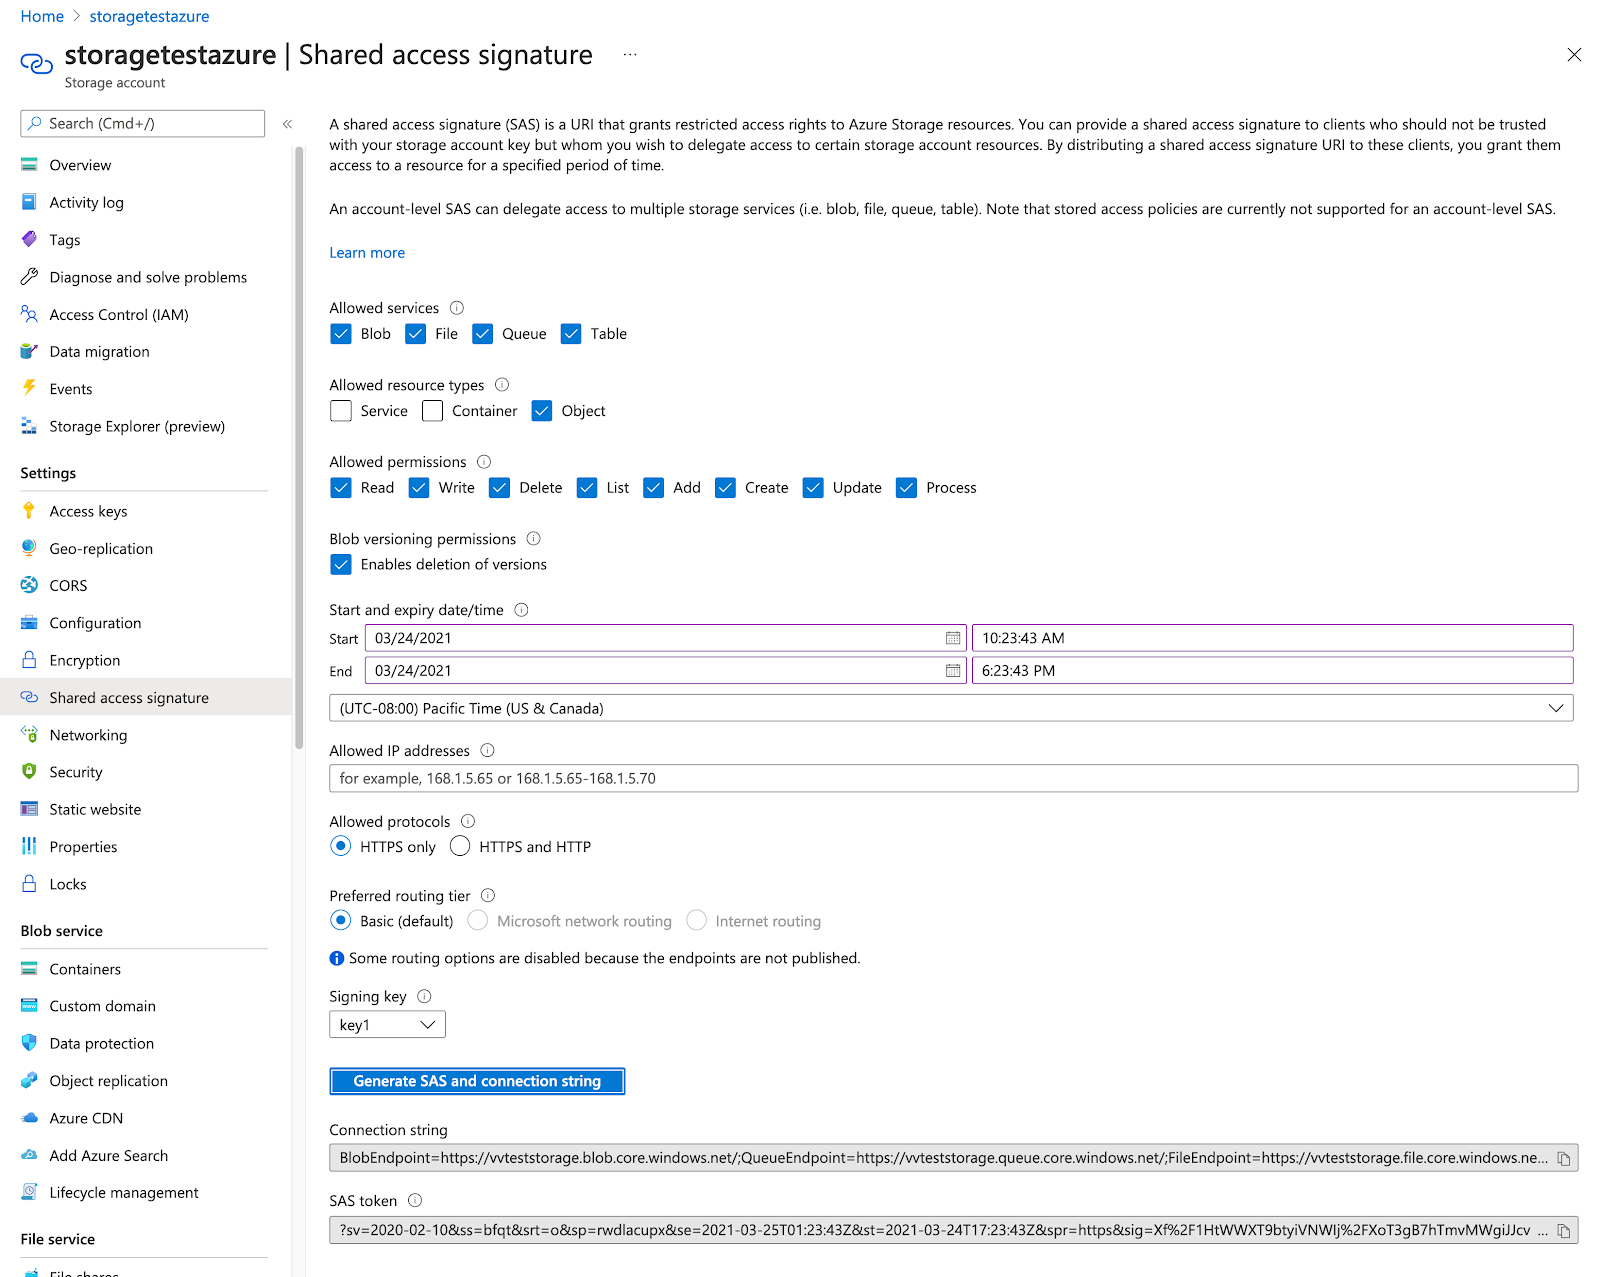 Home > storagetestazure
storagetestazure | Shared access signature ...
Storage account
Search (Cmd+/)
«
Overview
Activity log
Tags
Diagnose and solve problems
Access Control (IAM)
Data migration
Events
Storage Explorer (preview)
Settings
Access keys
Geo-replication
CORS
Configuration
Encryption
Shared access signature
Networking
Security
Static website
Properties
Locks
Blob service
Containers
Custom domain
Data protection
Object replication
Azure CDN
Add Azure Search
Lifecycle management
File service
File shares
A shared access signature (SAS) is a URI that grants restricted access rights to Azure Storage resources. You can provide a shared access signature to clients who should not be trusted
with your storage account key but whom you wish to delegate access to certain storage account resources. By distributing a shared access signature URI to these clients, you grant them
access to a resource for a specified period of time.
An account-level SAS can delegate access to multiple storage services (i.e. blob, file, queue, table). Note that stored access policies are currently not supported for an account-level SAS.
Learn more
Allowed services
Blob File Queue Table
Allowed resource types
Service Container Object
Allowed permissions
Read Write Delete List Add Create Update Process
Blob versioning permissions
Enables deletion of versions
Start and expiry date/time
Start 03/24/2021 10:23:43 AM
End 03/24/2021 6:23:43 PM
(UTC-08:00) Pacific Time (US & Canada)
Allowed IP addresses
for example, 168.1.5.65 or 168.1.5.65-168.1.5.70
Allowed protocols
HTTPS only HTTPS and HTTP
Preferred routing tier
Basic (default) Microsoft network routing Internet routing
Some routing options are disabled because the endpoints are not published.
Signing key
key1
Generate SAS and connection string
Connection string
BlobEndpoint=https://vvteststorage.blob.core.windows.net/;QueueEndpoint=https://vvteststorage.queue.core.windows.net/;FileEndpoint=https://vvteststorage.file.core.windows.ne...
SAS token
?sv=2020-02-10&ss=bfqt&srt=o&sp=rwdlacupx&se=2021-03-25T01:23:43Z&st=2021-03-24T17:23:43Z&spr=https&sig=Xf%2F1HtWWXT9btyiVNWIj%2FXoT3gB7hTmvMWgiJJcv ...